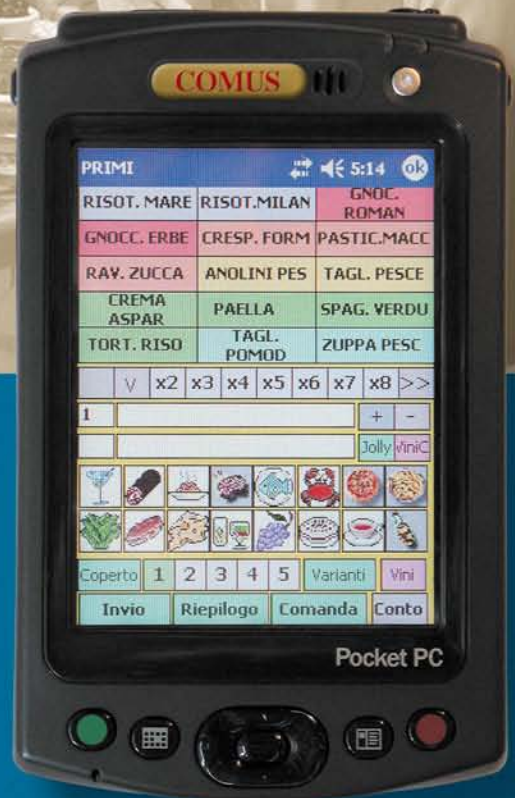 COMUS
PRIMI 5:14 ok
RISOT. MARE RISOT.MILAN GNOC. ROMAN
GNOCC. ERBE CRESP. FORM PASTIC.MACC
RAV. ZUCCA ANOLINI PES TAGL. PESCE
CREMA ASPAR PAELLA SPAG. VERDU
TORT. RISO TAGL. POMOD ZUPPA PESC
V x2 x3 x4 x5 x6 x7 x8 >>
1 + -
Jolly ViniC
Coperto 1 2 3 4 5 Varianti Vini
Invio Riepilogo Comanda Conto
Pocket PC